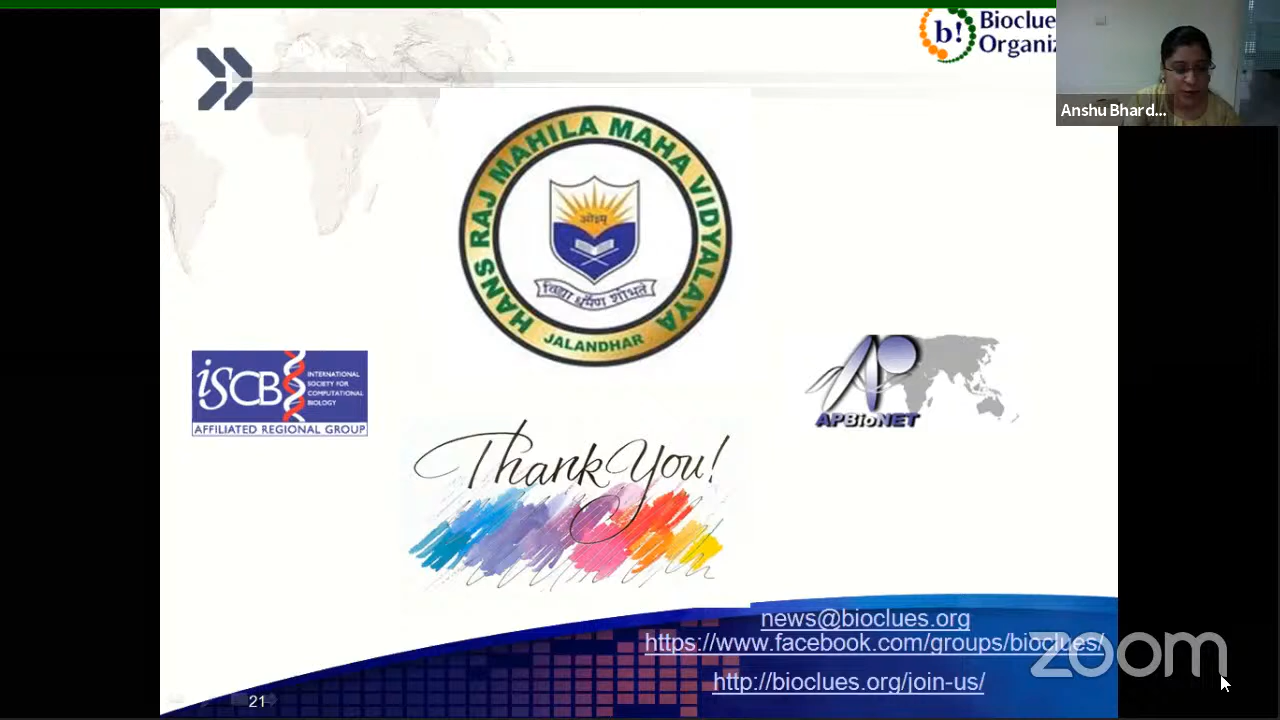 b!
Bioclue
Organiz
Anshu Bhard...
HANS RAJ MAHILA MAHA VIDYALAYA
ओ३म्
विद्या धर्मेण शोभते
JALANDHAR
iSCB
INTERNATIONAL
SOCIETY FOR
COMPUTATIONAL
BIOLOGY
AFFILIATED REGIONAL GROUP
AP
APBioNET
Thank You!
news@bioclues.org
https://www.facebook.com/groups/bioclues/
zoom
http://bioclues.org/join-us/
21